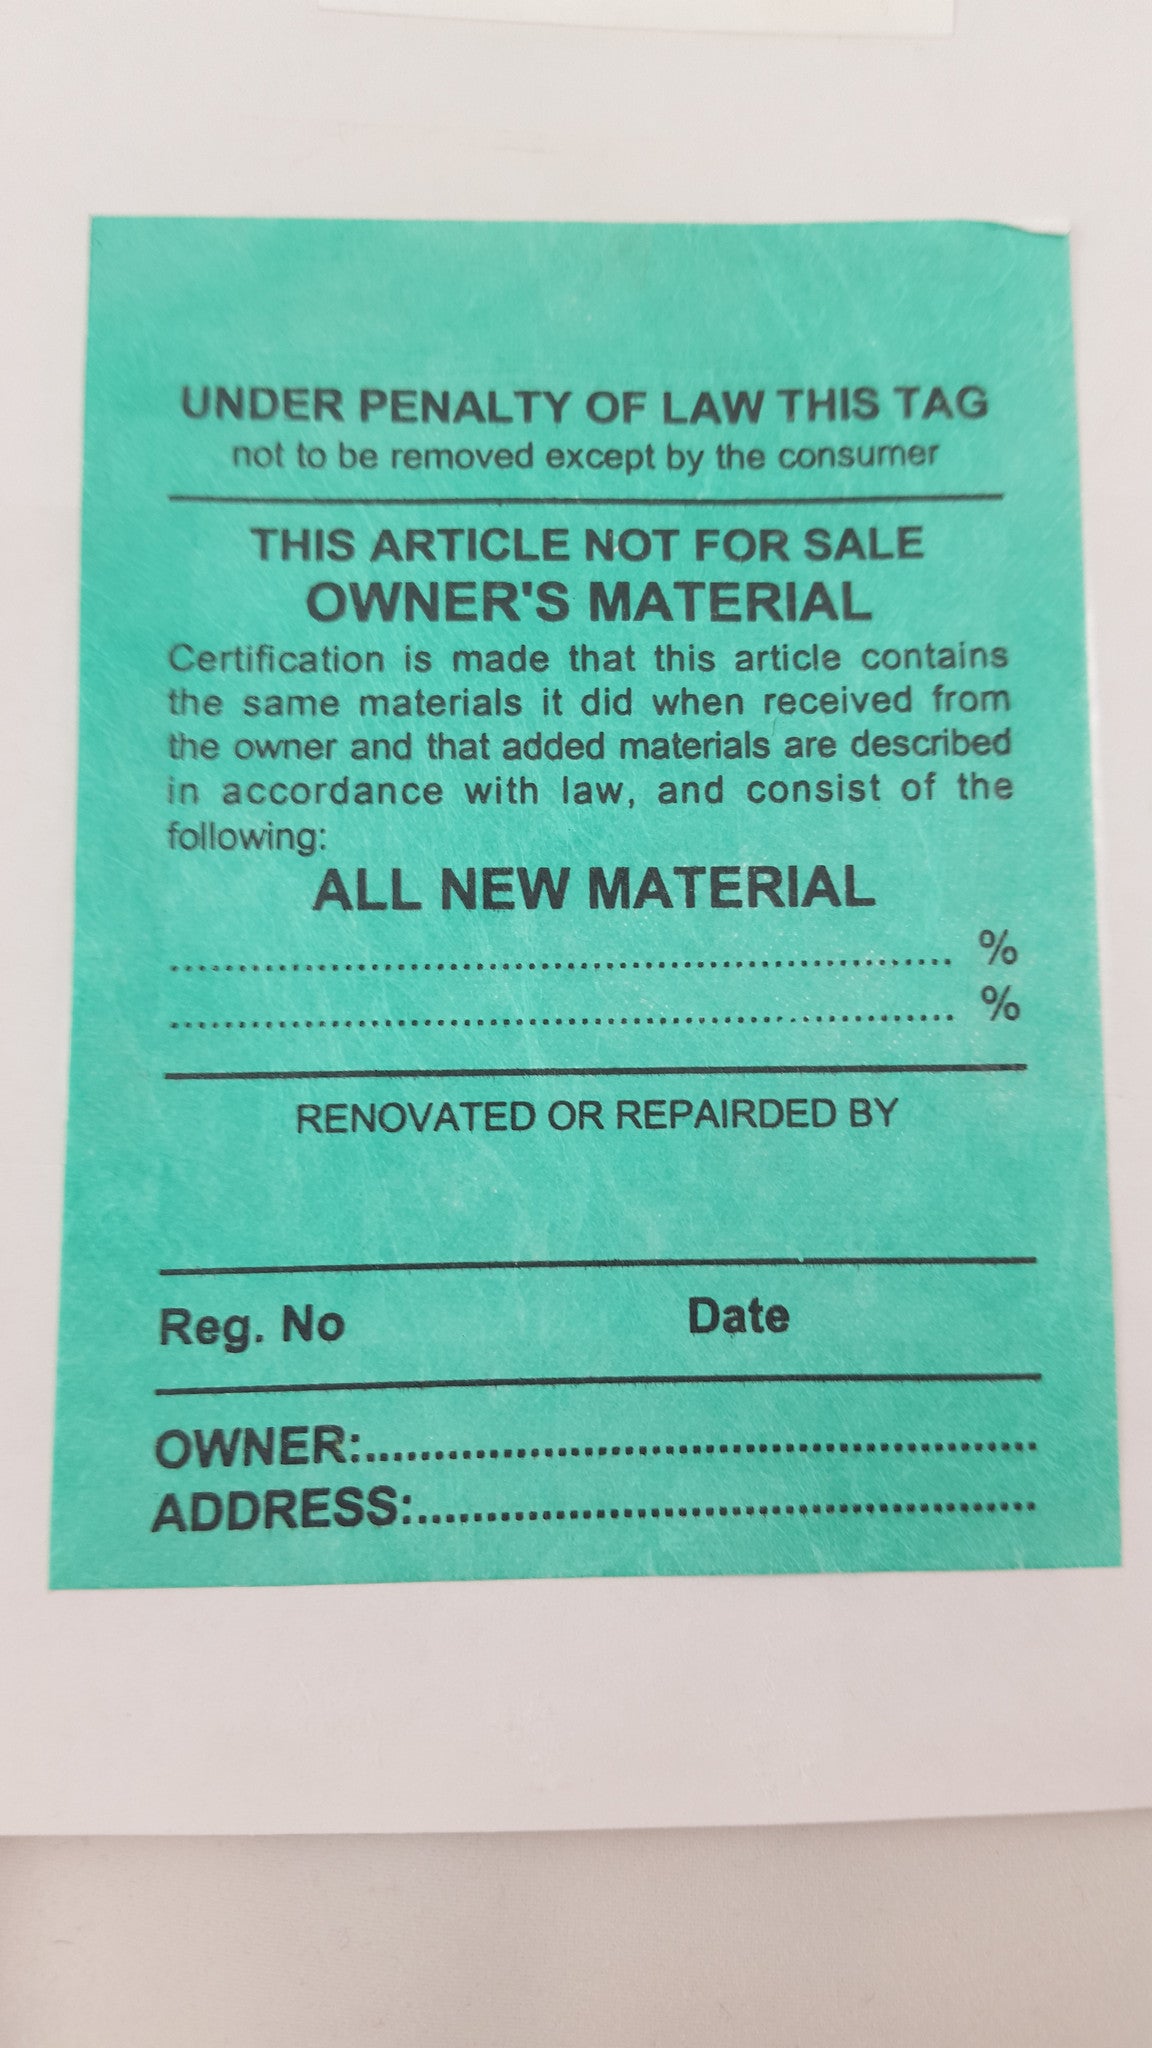 UNDER PENALTY OF LAW THIS TAG
not to be removed except by the consumer
THIS ARTICLE NOT FOR SALE
OWNER'S MATERIAL
Certification is made that this article contains
the same materials it did when received from
the owner and that added materials are described
in accordance with law, and consist of the
following:
ALL NEW MATERIAL
........................................................ %
........................................................ %
RENOVATED OR REPAIRDED BY
Reg. No Date
OWNER:..................................................
ADDRESS:..............................................